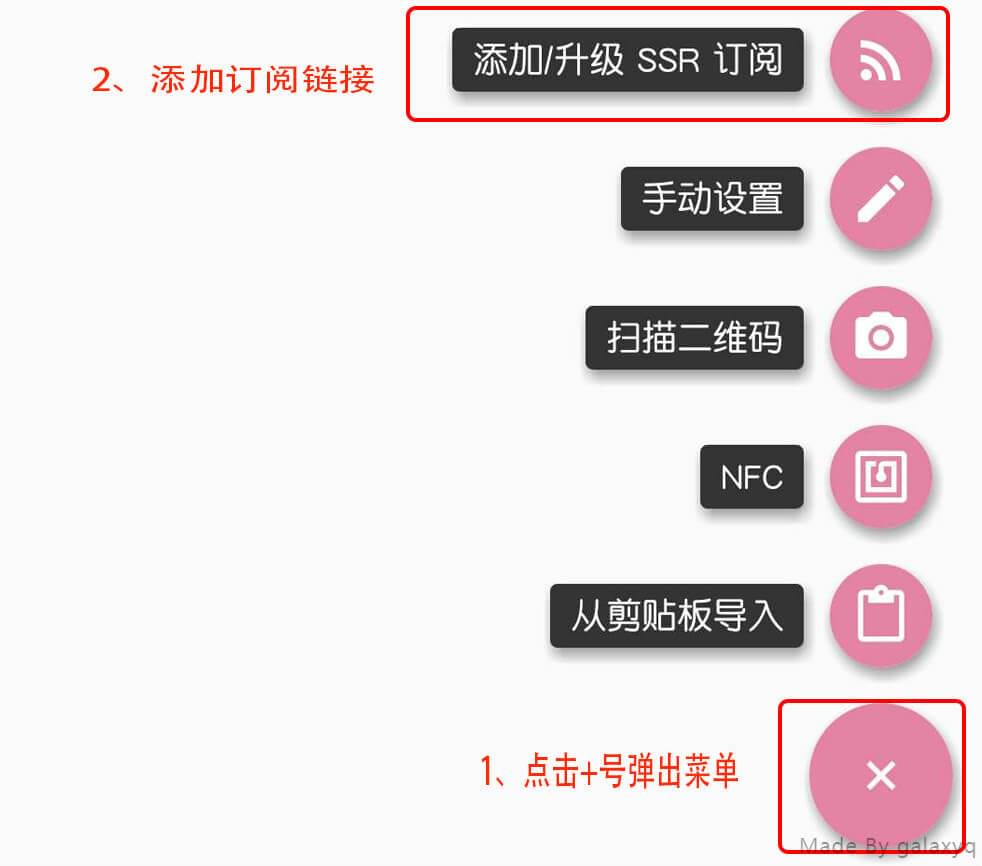 添加/升级 SSR 订阅
2、添加订阅链接
手动设置
扫描二维码
NFC
从剪贴板导入
1、点击+号弹出菜单
Made By galaxyq